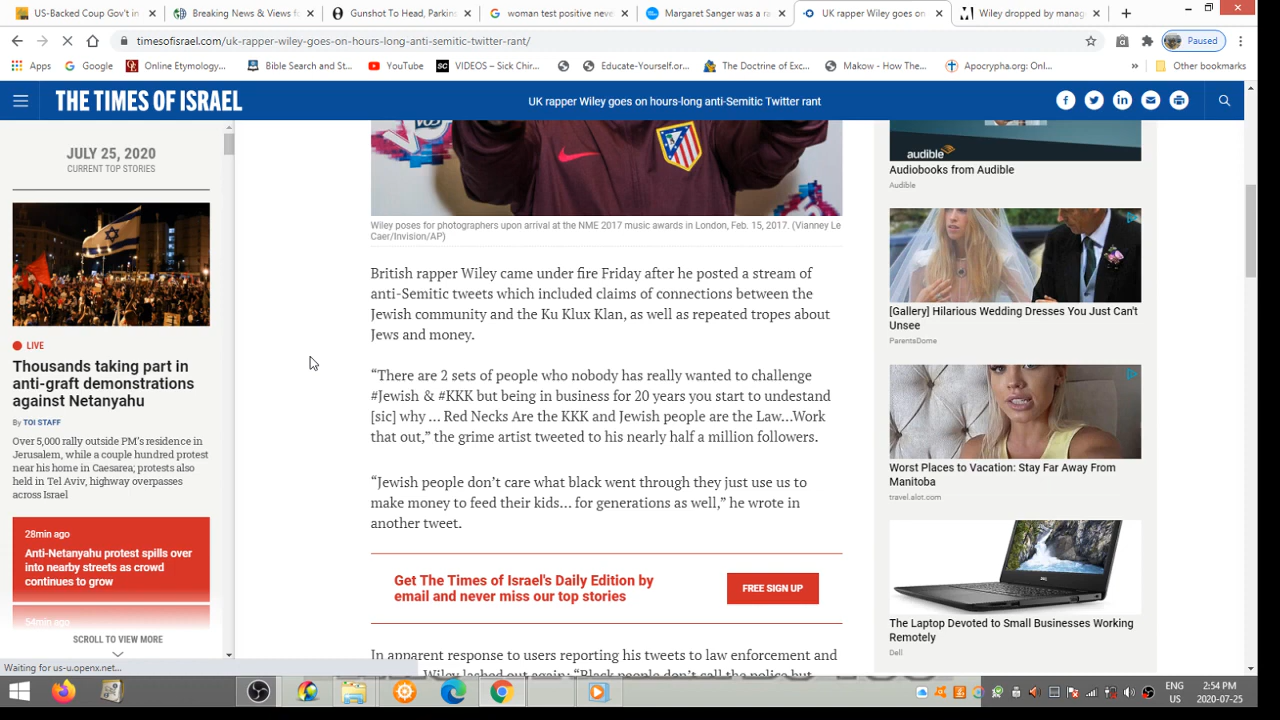 US-Backed Coup Gov't in
Breaking News & Views f
Gunshot To Head, Parkin
woman test positive neve
Margaret Sanger was a ra
UK rapper Wiley goes on
Wiley dropped by manag
timesofisrael.com/uk-rapper-wiley-goes-on-hours-long-anti-semitic-twitter-rant/
Paused
Apps
Google
Online Etymology...
Bible Search and St...
YouTube
VIDEOS – Sick Chir...
Educate-Yourself.or...
The Doctrine of Exc...
Makow - How The...
Apocrypha.org: Onl...
»
Other bookmarks
THE TIMES OF ISRAEL
UK rapper Wiley goes on hours-long anti-Semitic Twitter rant
JULY 25, 2020
CURRENT TOP STORIES
LIVE
Thousands taking part in
anti-graft demonstrations
against Netanyahu
By TOI STAFF
Over 5,000 rally outside PM's residence in
Jerusalem, while a couple hundred protest
near his home in Caesarea; protests also
held in Tel Aviv, highway overpasses
across Israel
28min ago
Anti-Netanyahu protest spills over
into nearby streets as crowd
continues to grow
54min ago
SCROLL TO VIEW MORE
Wiley poses for photographers upon arrival at the NME 2017 music awards in London, Feb. 15, 2017. (Vianney Le
Caer/Invision/AP)
British rapper Wiley came under fire Friday after he posted a stream of
anti-Semitic tweets which included claims of connections between the
Jewish community and the Ku Klux Klan, as well as repeated tropes about
Jews and money.
“There are 2 sets of people who nobody has really wanted to challenge
#Jewish & #KKK but being in business for 20 years you start to undestand
[sic] why … Red Necks Are the KKK and Jewish people are the Law…Work
that out,” the grime artist tweeted to his nearly half a million followers.
“Jewish people don’t care what black went through they just use us to
make money to feed their kids… for generations as well,” he wrote in
another tweet.
Get The Times of Israel's Daily Edition by
email and never miss our top stories
FREE SIGN UP
In apparent response to users reporting his tweets to law enforcement and
Wiley lashed out again: “Black people don’t call the police but
audible
Audiobooks from Audible
Audible
[Gallery] Hilarious Wedding Dresses You Just Can't
Unsee
ParentsDome
Worst Places to Vacation: Stay Far Away From
Manitoba
travel.alot.com
The Laptop Devoted to Small Businesses Working
Remotely
Dell
Waiting for us-u.openx.net...
ENG
US
2:54 PM
2020-07-25